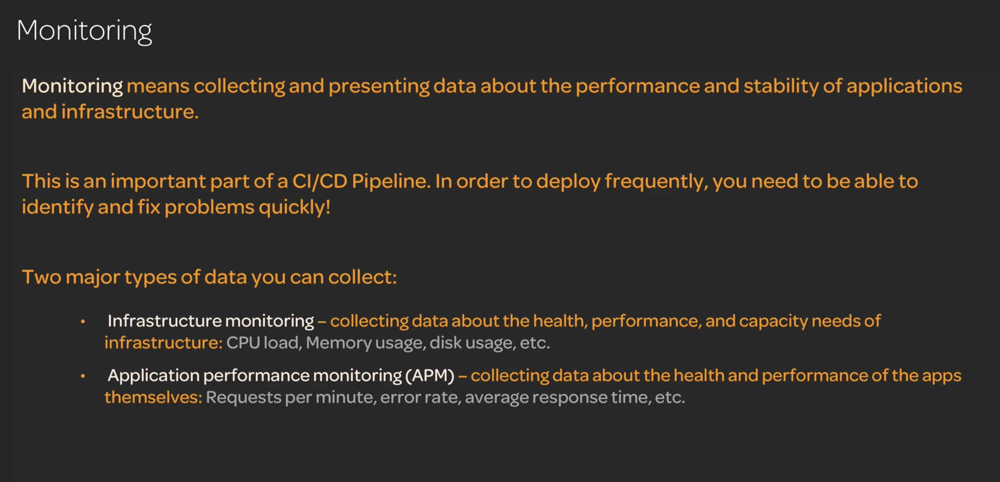 Monitoring
Monitoring means collecting and presenting data about the performance and stability of applications
and infrastructure.
This is an important part of a CI/CD Pipeline. In order to deploy frequently, you need to be able to
identify and fix problems quickly!
Two major types of data you can collect:
• Infrastructure monitoring – collecting data about the health, performance, and capacity needs of
infrastructure: CPU load, Memory usage, disk usage, etc.
• Application performance monitoring (APM) – collecting data about the health and performance of the apps
themselves: Requests per minute, error rate, average response time, etc.